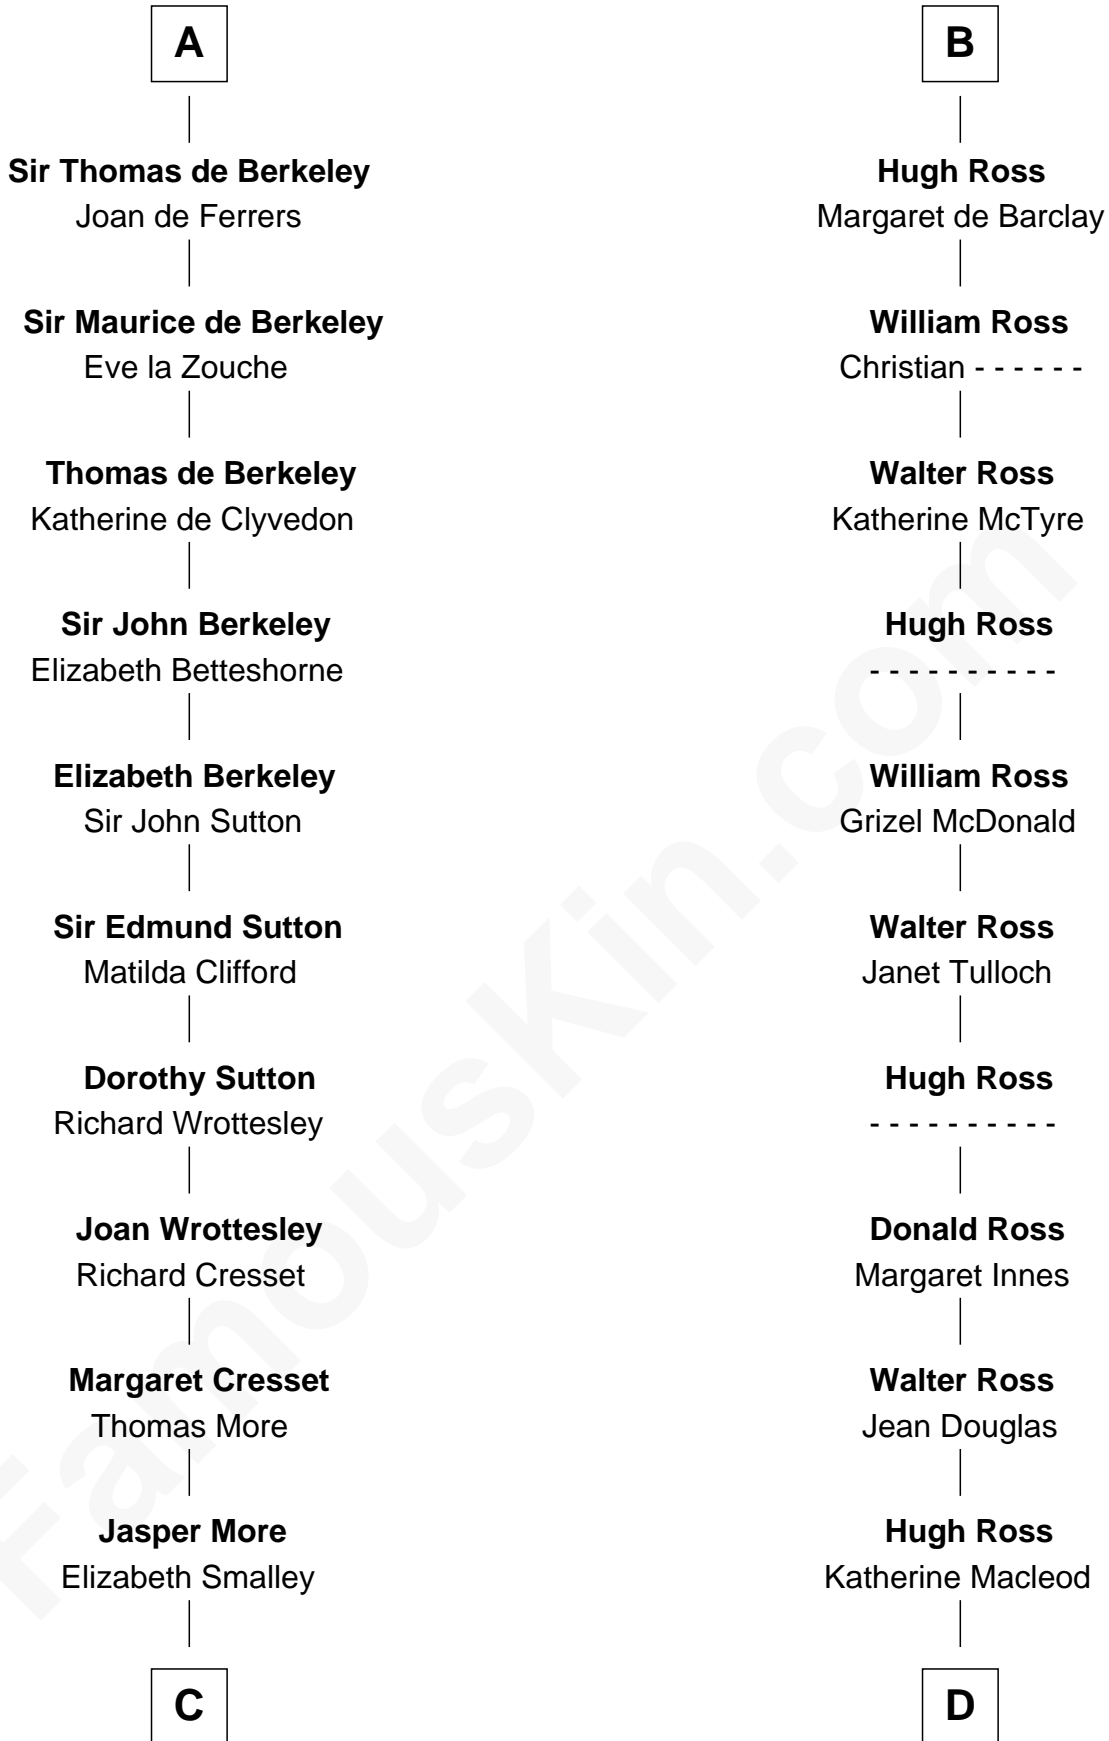 A
Sir Thomas de Berkeley
Joan de Ferrers
Sir Maurice de Berkeley
Eve la Zouche
Thomas de Berkeley
Katherine de Clyvedon
Sir John Berkeley
Elizabeth Betteshorne
Elizabeth Berkeley
Sir John Sutton
Sir Edmund Sutton
Matilda Clifford
Dorothy Sutton
Richard Wrottesley
Joan Wrottesley
Richard Cresset
Margaret Cresset
Thomas More
Jasper More
Elizabeth Smalley
C
B
Hugh Ross
Margaret de Barclay
William Ross
Christian - - - - - -
Walter Ross
Katherine McTyre
Hugh Ross
- - - - - - - - - -
William Ross
Grizel McDonald
Walter Ross
Janet Tulloch
Hugh Ross
- - - - - - - - - -
Donald Ross
Margaret Innes
Walter Ross
Jean Douglas
Hugh Ross
Katherine Macleod
D
FamousKin.com